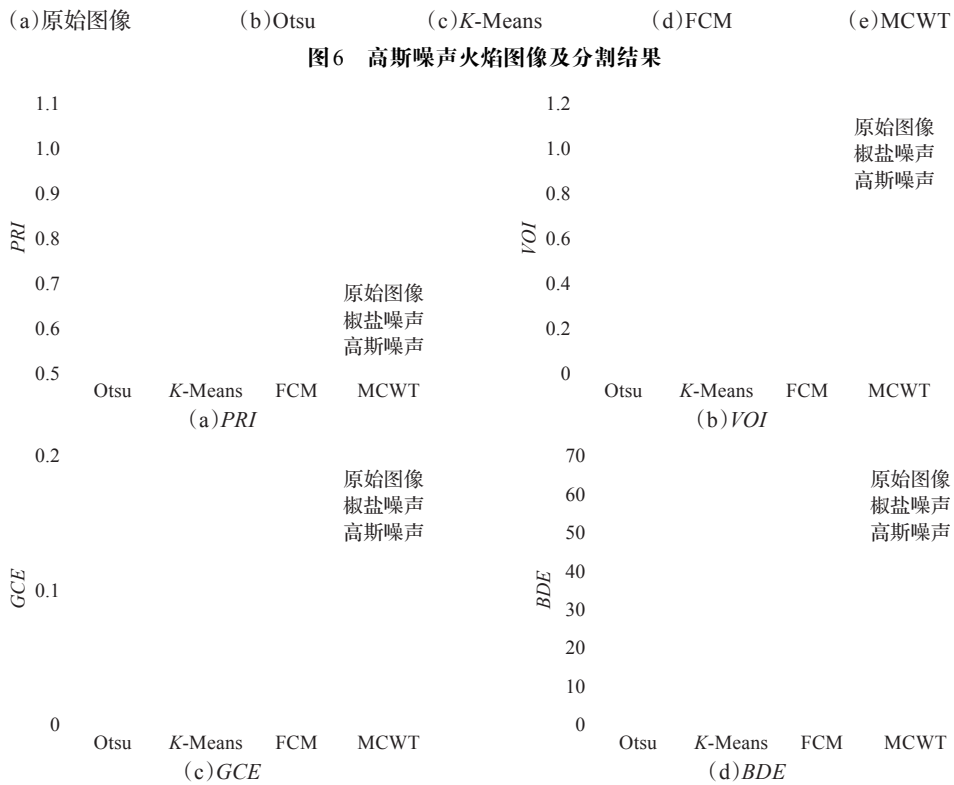 (a)原始图像 (b)Otsu (c)K-Means (d)FCM (e)MCWT
图6 高斯噪声火焰图像及分割结果
1.1
1.0
0.9
0.8
0.7
0.6
0.5
PRI
原始图像
椒盐噪声
高斯噪声
Otsu K-Means FCM MCWT
(a)PRI
1.2
1.0
0.8
0.6
0.4
0.2
0
VOI
原始图像
椒盐噪声
高斯噪声
Otsu K-Means FCM MCWT
(b)VOI
0.2
0.1
0
GCE
原始图像
椒盐噪声
高斯噪声
Otsu K-Means FCM MCWT
(c)GCE
70
60
50
40
30
20
10
0
BDE
原始图像
椒盐噪声
高斯噪声
Otsu K-Means FCM MCWT
(d)BDE